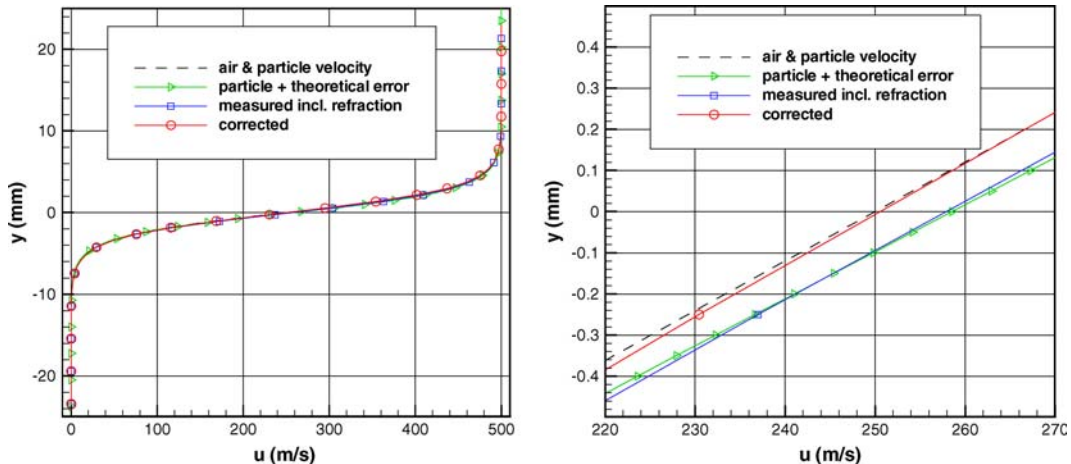 20
10
0
-10
-20
y (mm)
0
100
200
300
400
500
u (m/s)
air & particle velocity
particle + theoretical error
measured incl. refraction
corrected
0.4
0.3
0.2
0.1
0
-0.1
-0.2
-0.3
-0.4
y (mm)
220
230
240
250
260
270
u (m/s)
air & particle velocity
particle + theoretical error
measured incl. refraction
corrected